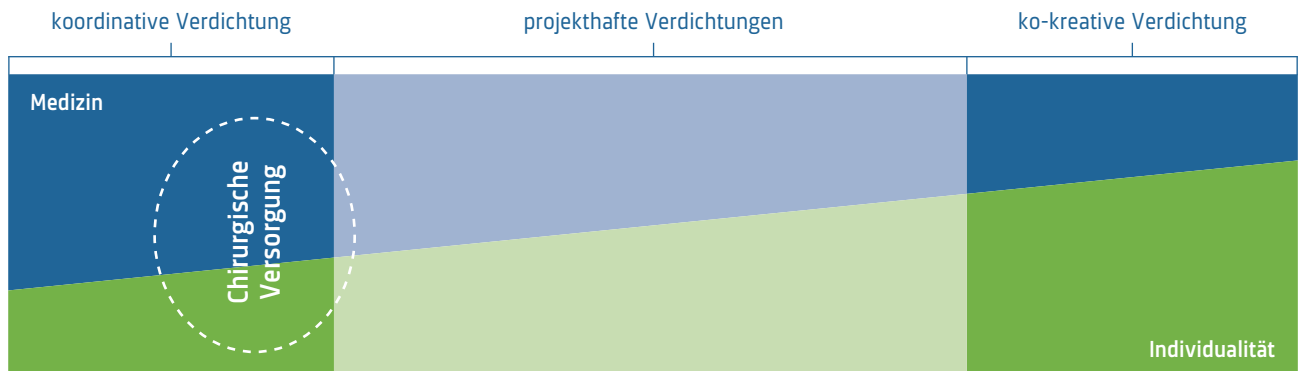 koordinative Verdichtung
projekthafte Verdichtungen
ko-kreative Verdichtung
Medizin
Chirurgische
Versorgung
Individualität